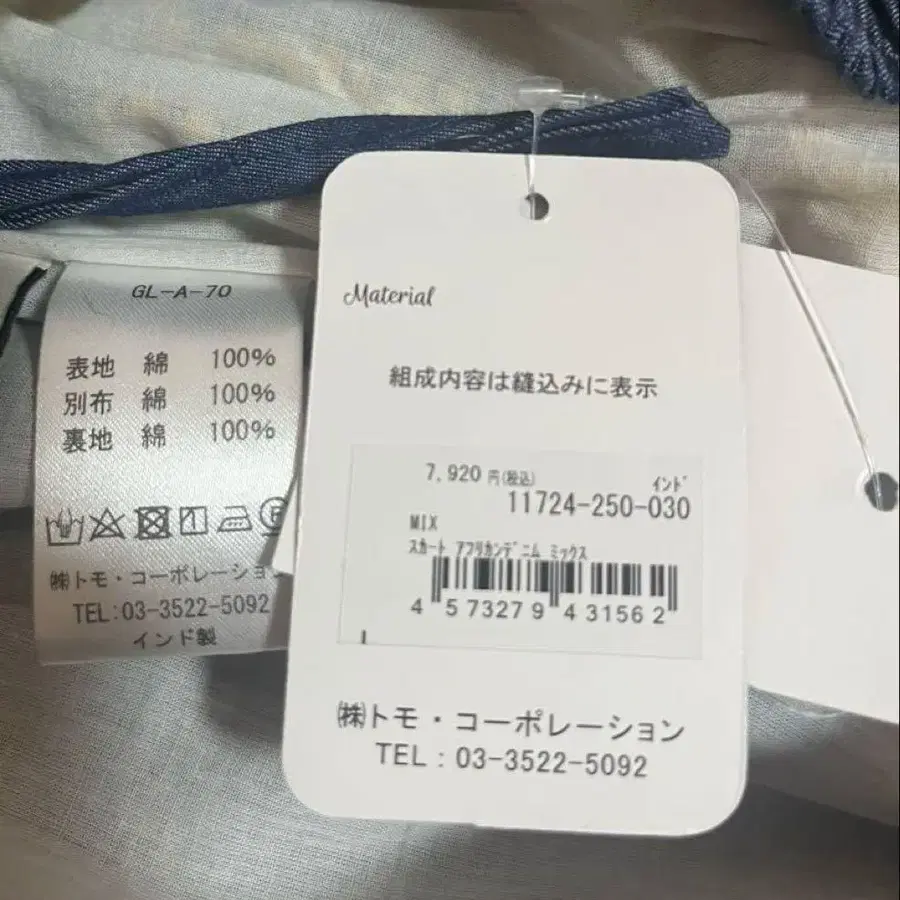 GL-A-70
表地 綿 100%
別布 綿 100%
裏地 綿 100%
㈱トモ・コーポレーション
TEL:03-3522-5092
インド製
Material
組成内容は縫込みに表示
7,920 円(税込)
インド
11724-250-030
MIX
スカート アフリカンデニム ミックス
4 573279 431562
㈱トモ・コーポレーション
TEL：03-3522-5092